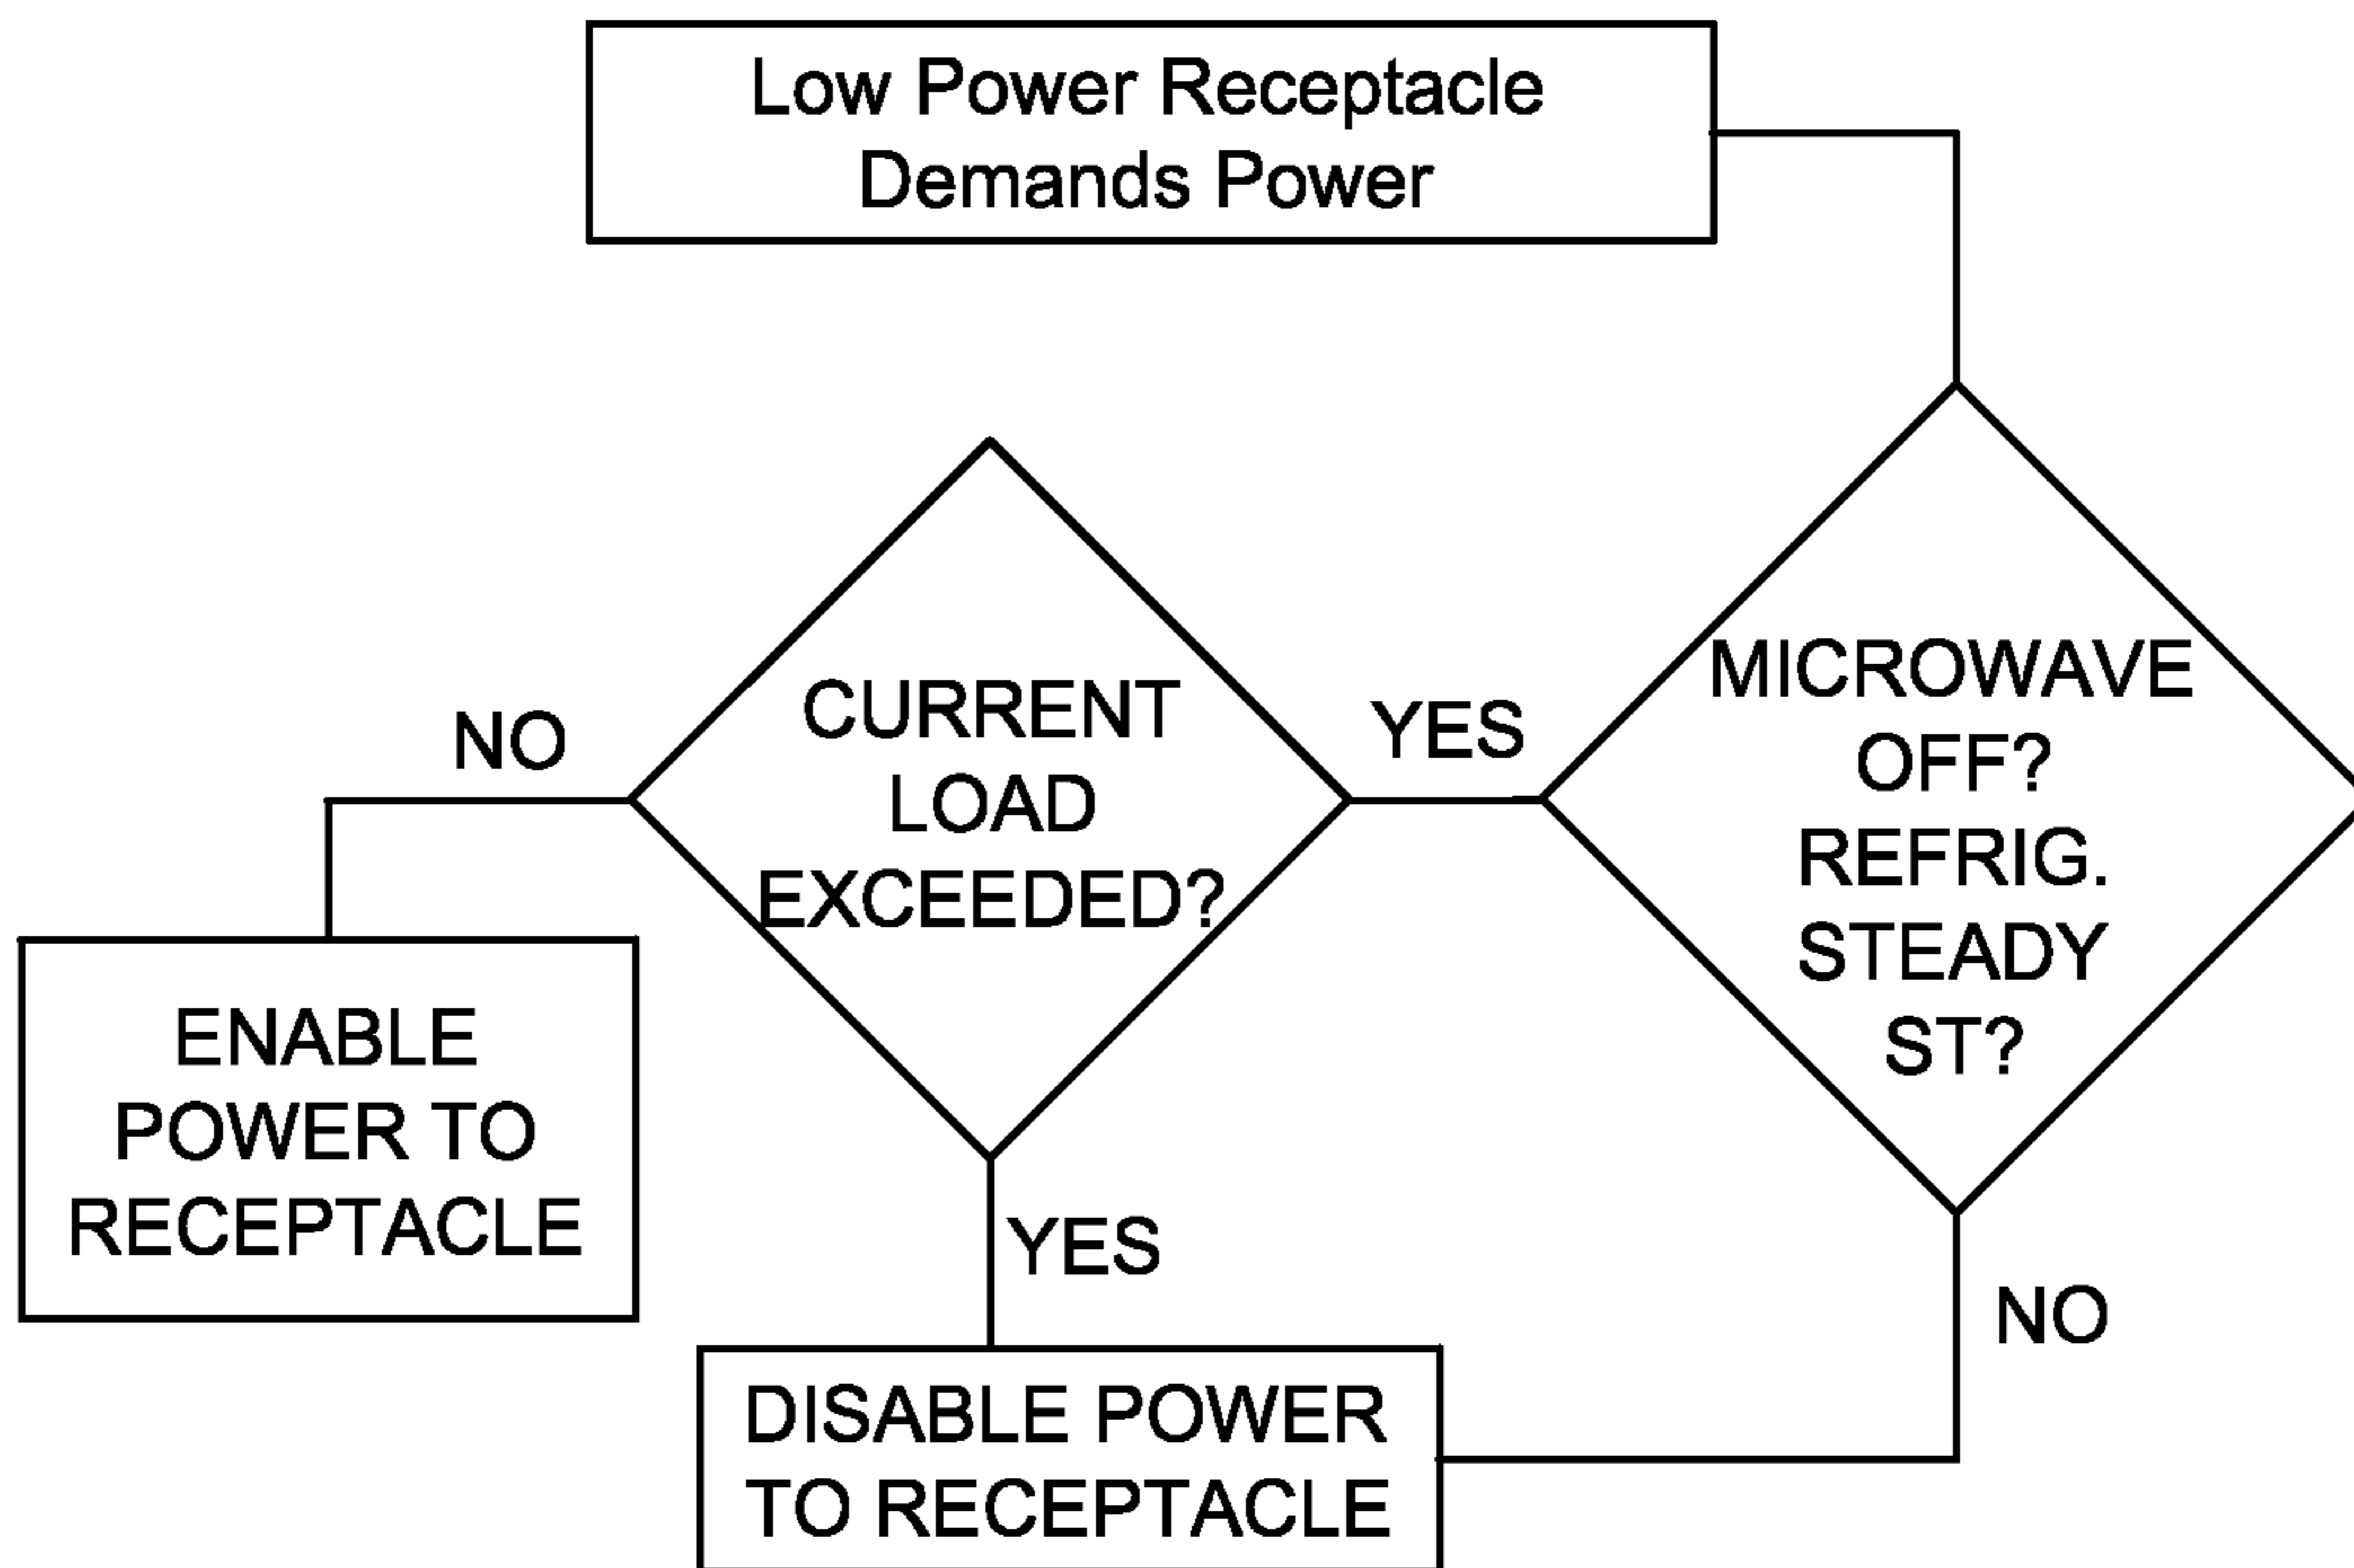 Low Power Receptacle
Demands Power
MICROWAVE
OFF?
REFRIG.
STEADY
ST?
YES
CURRENT
LOAD
EXCEEDED?
NO
ENABLE
POWER TO
RECEPTACLE
YES
NO
DISABLE POWER
TO RECEPTACLE